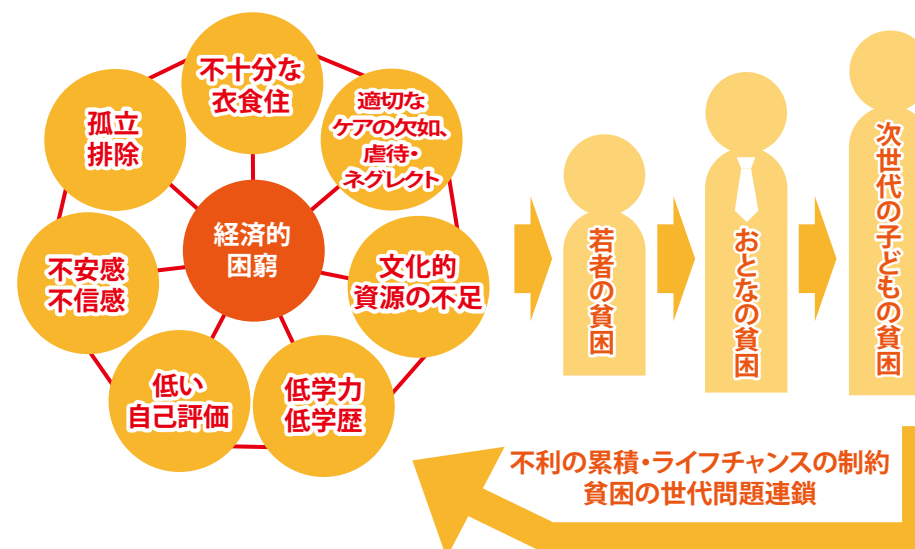 不十分な
衣食住
適切な
ケアの欠如、
虐待・
ネグレクト
文化的
資源の不足
低学力
低学歴
低い
自己評価
不安感
不信感
孤立
排除
経済的
困窮
若者の貧困
おとなの貧困
次世代の子どもの貧困
不利の累積・ライフチャンスの制約
貧困の世代問題連鎖